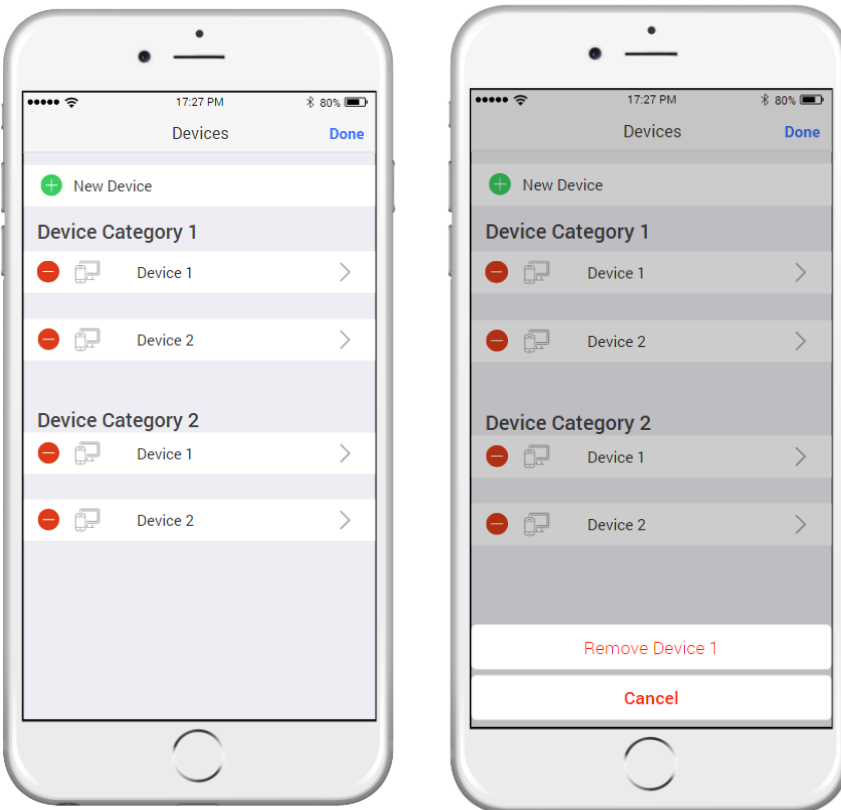 17:27 PM
80%
Devices
Done
New Device
Device Category 1
Device 1
Device 2
Device Category 2
Device 1
Device 2
17:27 PM
80%
Devices
Done
New Device
Device Category 1
Device 1
Device 2
Device Category 2
Device 1
Device 2
Remove Device 1
Cancel